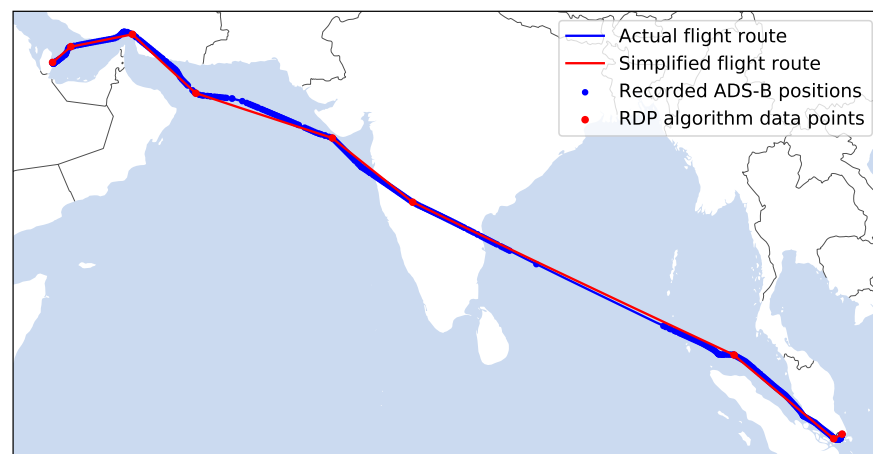 Actual flight route
Simplified flight route
Recorded ADS-B positions
RDP algorithm data points